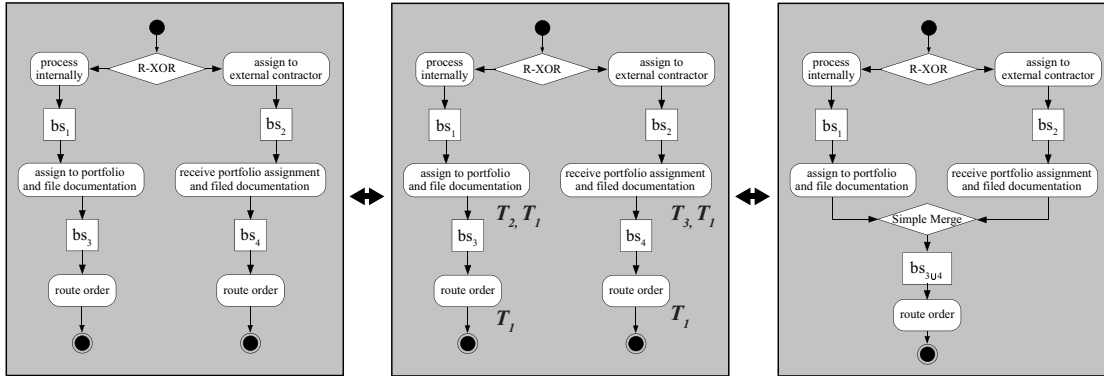 R-XOR
process
internally
assign to
external contractor
bs1
bs2
assign to portfolio
and file documentation
receive portfolio assignment
and filed documentation
bs3
bs4
route order
route order
R-XOR
process
internally
assign to
external contractor
bs1
bs2
assign to portfolio
and file documentation
receive portfolio assignment
and filed documentation
T2, T1
T3, T1
bs3
bs4
route order
route order
T1
T1
R-XOR
process
internally
assign to
external contractor
bs1
bs2
assign to portfolio
and file documentation
receive portfolio assignment
and filed documentation
Simple Merge
bs3∪4
route order